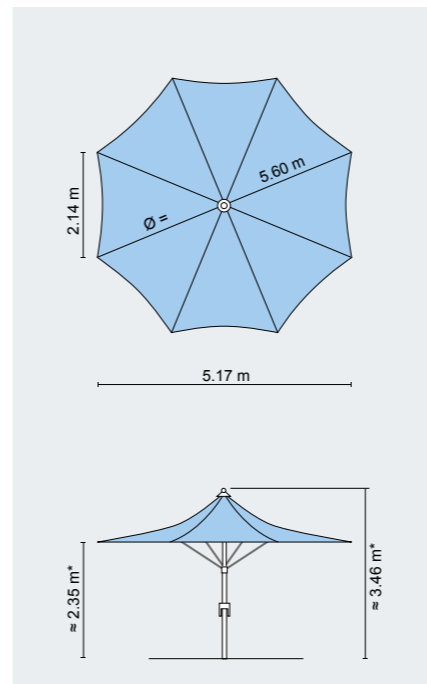 5.60 m
Ø =
2.14 m
5.17 m
≈ 2.35 m*
≈ 3.46 m*